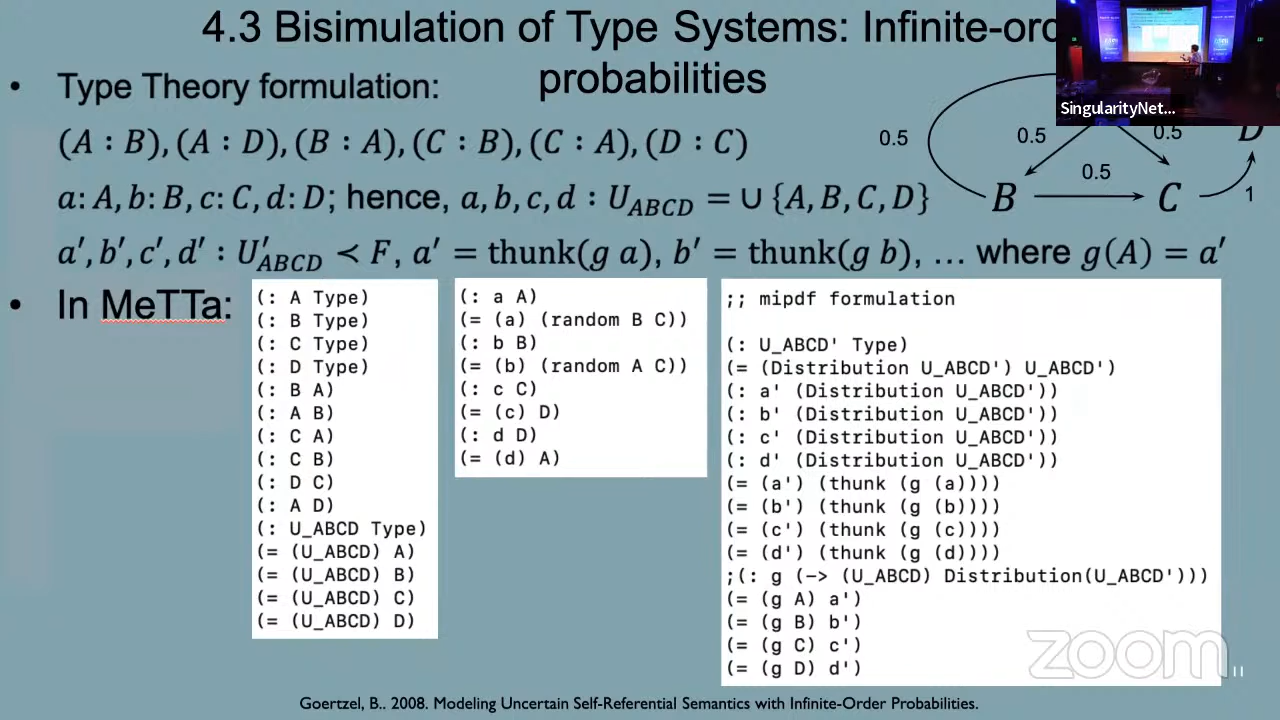 4.3 Bisimulation of Type Systems: Infinite-
probabilities
• Type Theory formulation:
(A : B), (A : D), (B : A), (C : B), (C : A), (D : C)
a: A, b: B, c: C, d: D; hence, a, b, c, d : U_ABCD = ∪ {A, B, C, D}
a′, b′, c′, d′ : U′_ABCD ≺ F, a′ = thunk(g a), b′ = thunk(g b), … where g(A) = a′
SingularityNet...
0.5
0.5
0.5
0.5
1
B
C
D
• In MeTTa:
(: A Type)
(: B Type)
(: C Type)
(: D Type)
(: B A)
(: A B)
(: C A)
(: C B)
(: D C)
(: A D)
(: U_ABCD Type)
(= (U_ABCD) A)
(= (U_ABCD) B)
(= (U_ABCD) C)
(= (U_ABCD) D)
(: a A)
(= (a) (random B C))
(: b B)
(= (b) (random A C))
(: c C)
(= (c) D)
(: d D)
(= (d) A)
;; mipdf formulation
(: U_ABCD' Type)
(= (Distribution U_ABCD') U_ABCD')
(: a' (Distribution U_ABCD'))
(: b' (Distribution U_ABCD'))
(: c' (Distribution U_ABCD'))
(: d' (Distribution U_ABCD'))
(= (a') (thunk (g (a))))
(= (b') (thunk (g (b))))
(= (c') (thunk (g (c))))
(= (d') (thunk (g (d))))
;(: g (-> (U_ABCD) Distribution(U_ABCD')))
(= (g A) a')
(= (g B) b')
(= (g C) c')
(= (g D) d')
zoom
11
Goertzel, B.. 2008. Modeling Uncertain Self-Referential Semantics with Infinite-Order Probabilities.